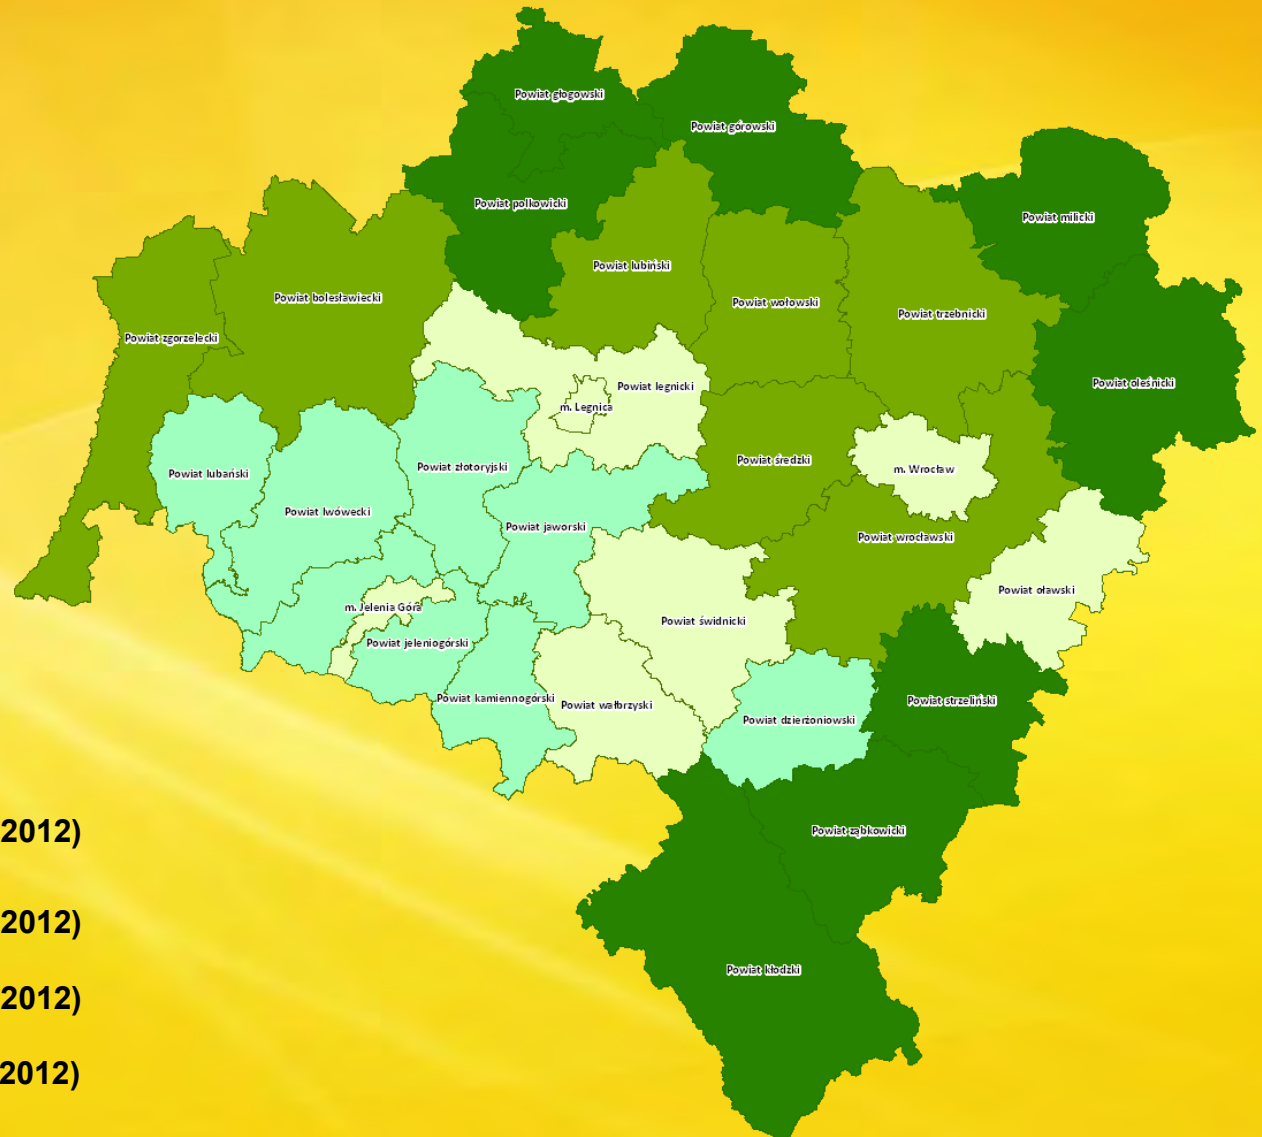 Powiat głogowski
Powiat górowski
Powiat polkowicki
Powiat milicki
Powiat lubiński
Powiat bolesławiecki
Powiat wołowski
Powiat trzebnicki
Powiat zgorzelecki
Powiat oleśnicki
Powiat legnicki
m. Legnica
Powiat średzki
Powiat złotoryjski
m. Wrocław
Powiat lubański
Powiat lwówecki
Powiat jaworski
Powiat wrocławski
Powiat oławski
m. Jelenia Góra
Powiat świdnicki
Powiat jeleniogórski
Powiat kamiennogórski
Powiat strzeliński
Powiat wałbrzyski
Powiat dzierżoniowski
2012)
Powiat ząbkowicki
2012)
Powiat kłodzki
2012)
2012)